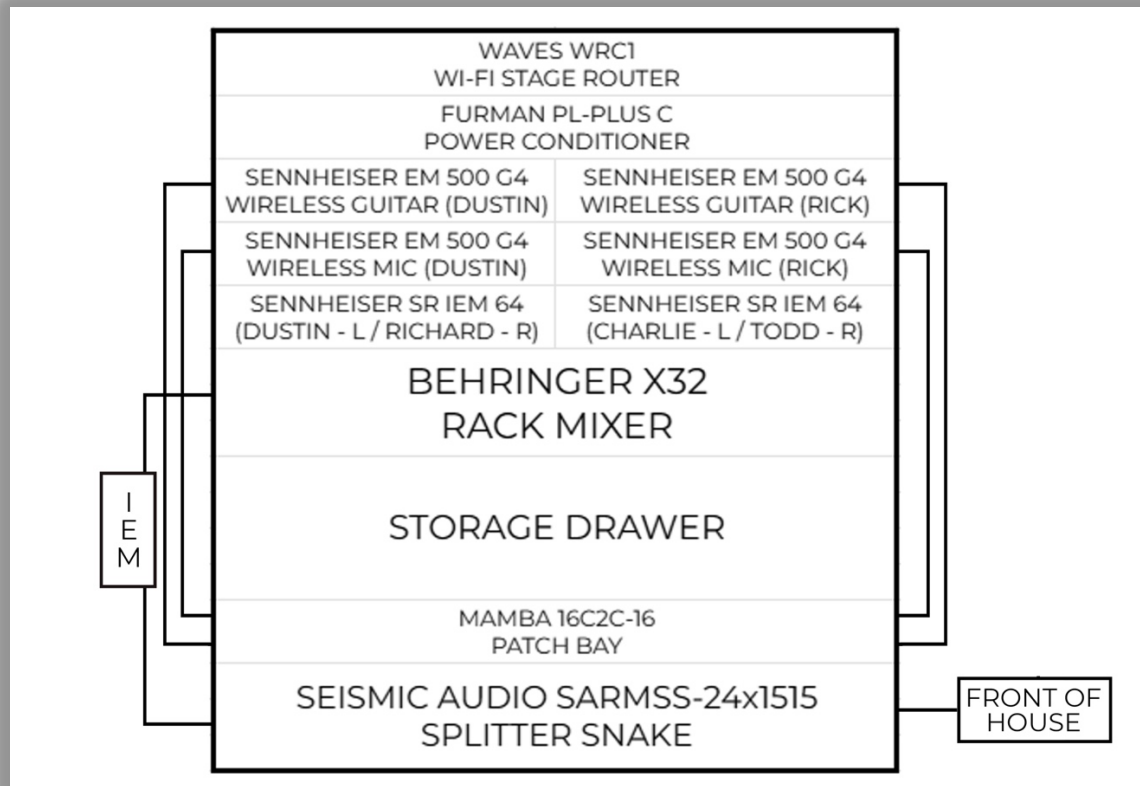 WAVES WRC1
WI-FI STAGE ROUTER
FURMAN PL-PLUS C
POWER CONDITIONER
SENNHEISER EM 500 G4
WIRELESS GUITAR (DUSTIN)
SENNHEISER EM 500 G4
WIRELESS GUITAR (RICK)
SENNHEISER EM 500 G4
WIRELESS MIC (DUSTIN)
SENNHEISER EM 500 G4
WIRELESS MIC (RICK)
SENNHEISER SR IEM 64
(DUSTIN - L / RICHARD - R)
SENNHEISER SR IEM 64
(CHARLIE - L / TODD - R)
BEHRINGER X32
RACK MIXER
IEM
STORAGE DRAWER
MAMBA 16C2C-16
PATCH BAY
SEISMIC AUDIO SARMSS-24x1515
SPLITTER SNAKE
FRONT OF
HOUSE